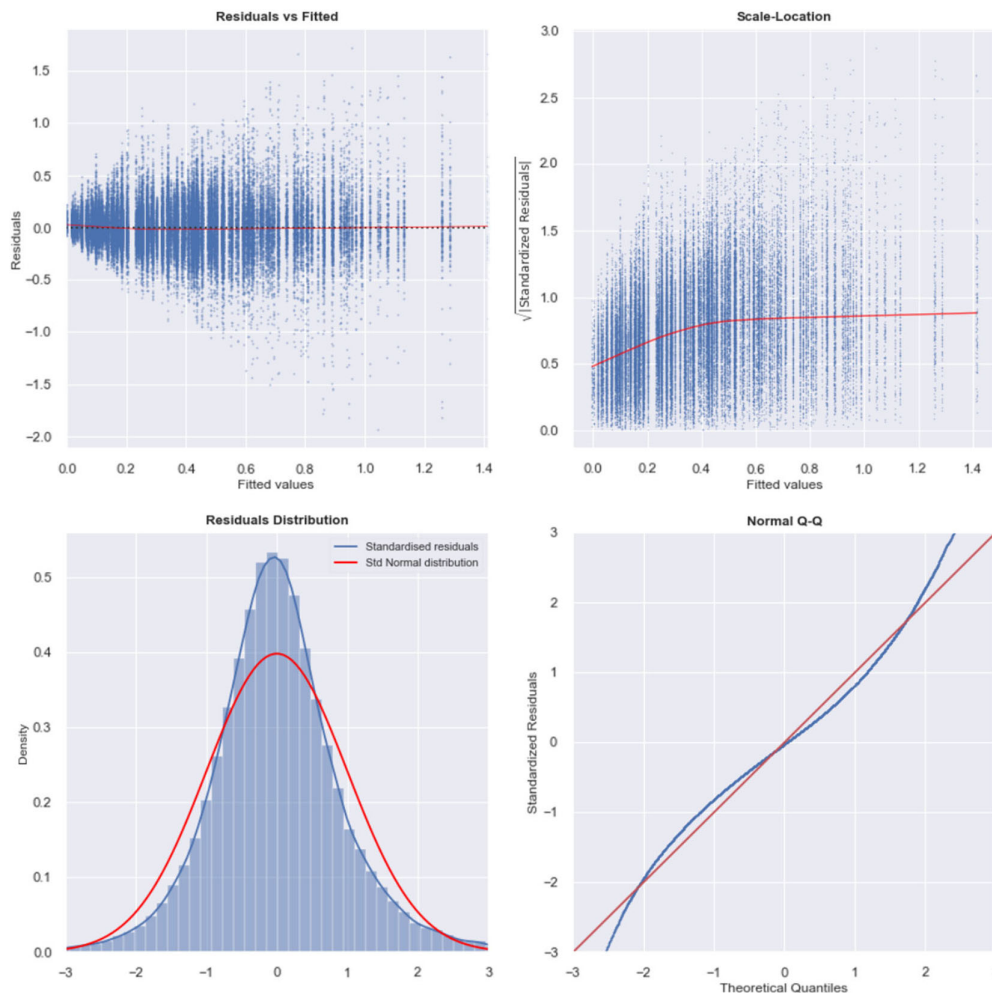 Residuals vs Fitted
1.5
1.0
0.5
0.0
−0.5
−1.0
−1.5
−2.0
Residuals
0.0 0.2 0.4 0.6 0.8 1.0 1.2 1.4
Fitted values
Scale-Location
3.0
2.5
2.0
1.5
1.0
0.5
0.0
√|Standardized Residuals|
0.0 0.2 0.4 0.6 0.8 1.0 1.2 1.4
Fitted values
Residuals Distribution
Standardised residuals
Std Normal distribution
0.5
0.4
0.3
0.2
0.1
0.0
Density
−3 −2 −1 0 1 2 3
Normal Q-Q
3
2
1
0
−1
−2
−3
Standardized Residuals
−3 −2 −1 0 1 2 3
Theoretical Quantiles